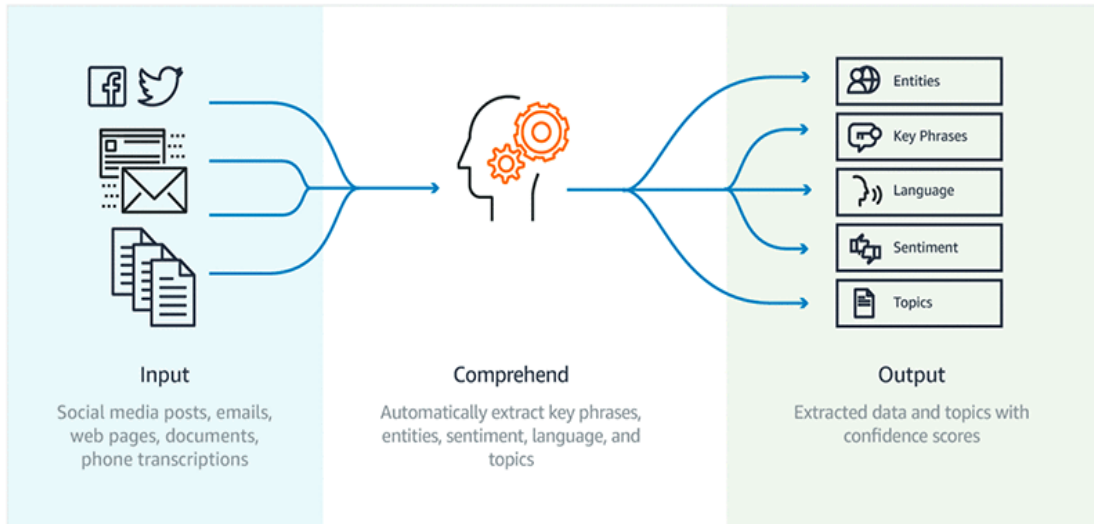 Entities
Key Phrases
Language
Sentiment
Topics
Input
Social media posts, emails,
web pages, documents,
phone transcriptions
Comprehend
Automatically extract key phrases,
entities, sentiment, language, and
topics
Output
Extracted data and topics with
confidence scores